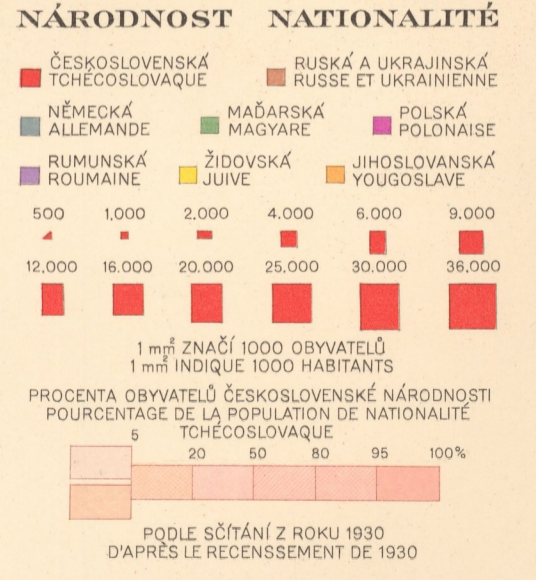 NÁRODNOST NATIONALITÉ
ČESKOSLOVENSKÁ
TCHÉCOSLOVAQUE
RUSKÁ A UKRAJINSKÁ
RUSSE ET UKRAINIENNE
NĚMECKÁ
ALLEMANDE
MAĎARSKÁ
MAGYARE
POLSKÁ
POLONAISE
RUMUNSKÁ
ROUMAINE
ŽIDOVSKÁ
JUIVE
JIHOSLOVANSKÁ
YOUGOSLAVE
500 1,000 2.000 4.000 6.000 9.000
12,000 16.000 20.000 25.000 30.000 36.000
1 mm² ZNAČÍ 1000 OBYVATELŮ
1 mm² INDIQUE 1000 HABITANTS
PROCENTA OBYVATELŮ ČESKOSLOVENSKÉ NÁRODNOSTI
POURCENTAGE DE LA POPULATION DE NATIONALITÉ
TCHÉCOSLOVAQUE
5 20 50 80 95 100%
PODLE SČÍTÁNÍ Z ROKU 1930
D'APRÈS LE RECENSSEMENT DE 1930